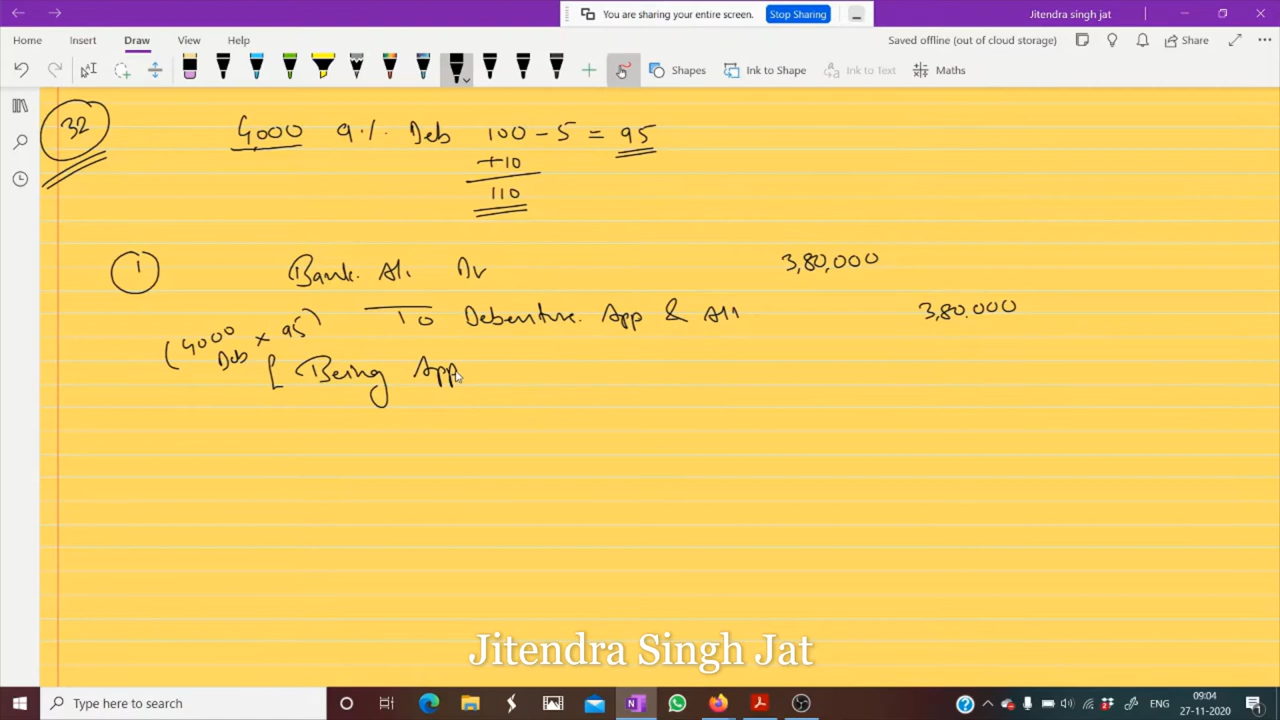 You are sharing your entire screen. Stop Sharing
Jitendra singh jat
Home Insert Draw View Help
Saved offline (out of cloud storage) Share
Shapes Ink to Shape Ink to Text Maths
32
4000 9.1. Deb 100 - 5 = 95
+10
110
1 Bank A/c Dr 3,80,000
To Debenture App & All 3,80,000
(4000 Deb × 95)
[ Being App
Jitendra Singh Jat
Type here to search
ENG 09:04
27-11-2020